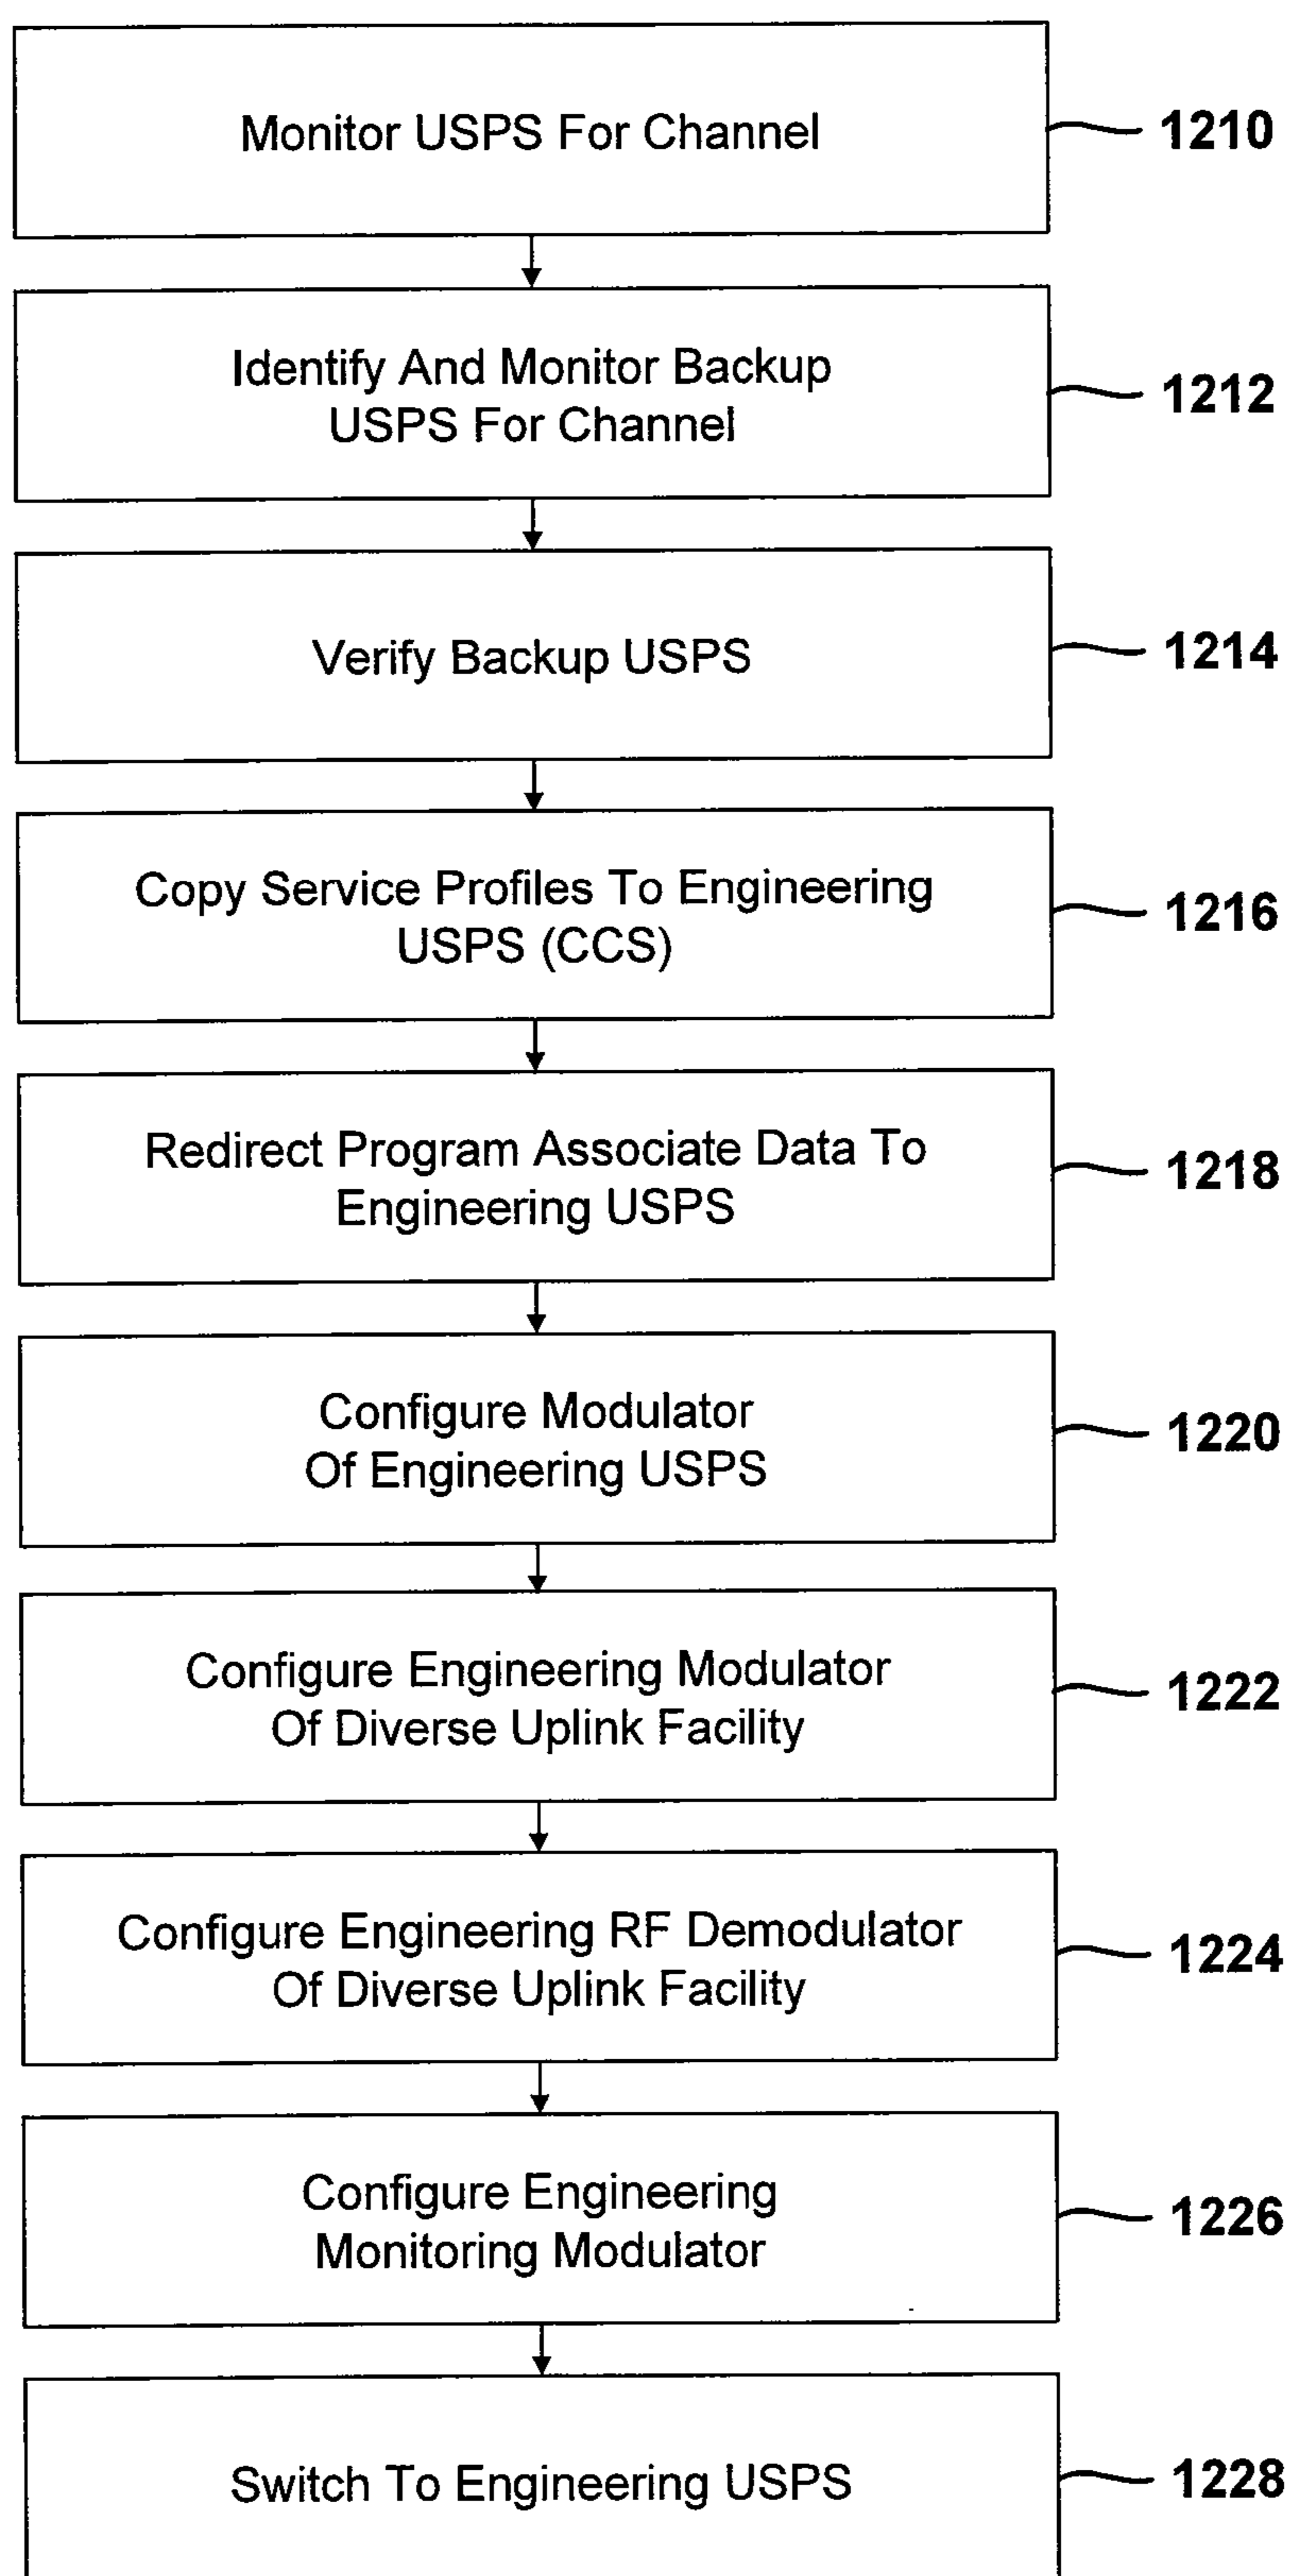 Monitor USPS For Channel
1210
Identify And Monitor Backup
USPS For Channel
1212
Verify Backup USPS
1214
Copy Service Profiles To Engineering
USPS (CCS)
1216
Redirect Program Associate Data To
Engineering USPS
1218
Configure Modulator
Of Engineering USPS
1220
Configure Engineering Modulator
Of Diverse Uplink Facility
1222
Configure Engineering RF Demodulator
Of Diverse Uplink Facility
1224
Configure Engineering
Monitoring Modulator
1226
Switch To Engineering USPS
1228